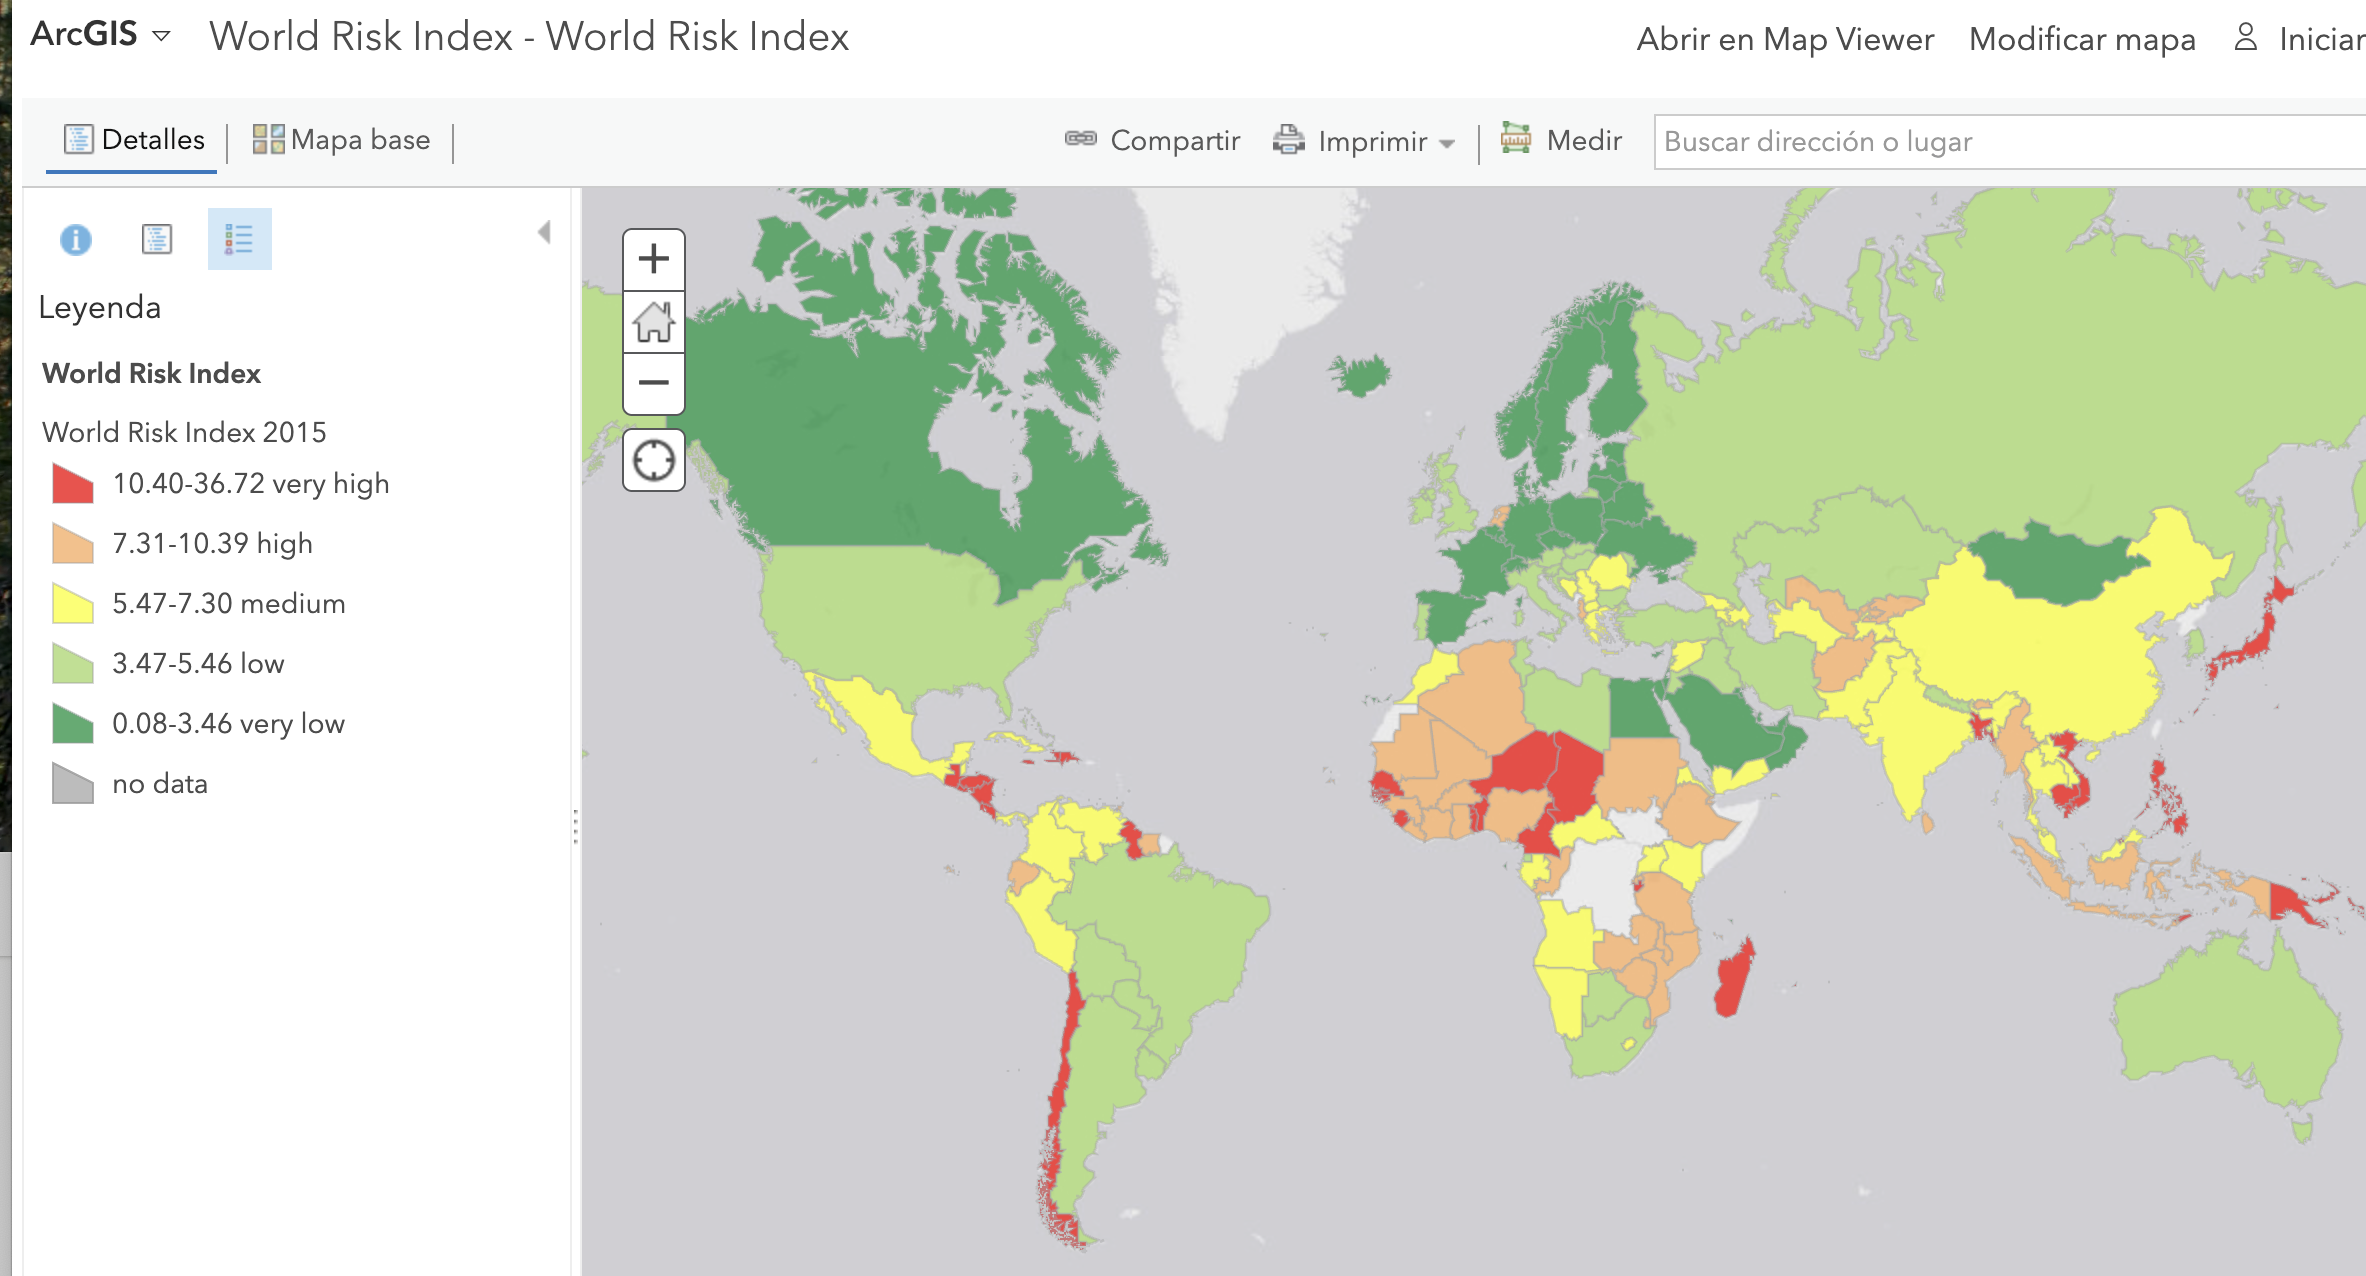 ArcGIS World Risk Index - World Risk Index Abrir en Map Viewer Modificar mapa Iniciar
Detalles Mapa base Compartir Imprimir Medir Buscar dirección o lugar
Leyenda
World Risk Index
World Risk Index 2015
10.40-36.72 very high
7.31-10.39 high
5.47-7.30 medium
3.47-5.46 low
0.08-3.46 very low
no data